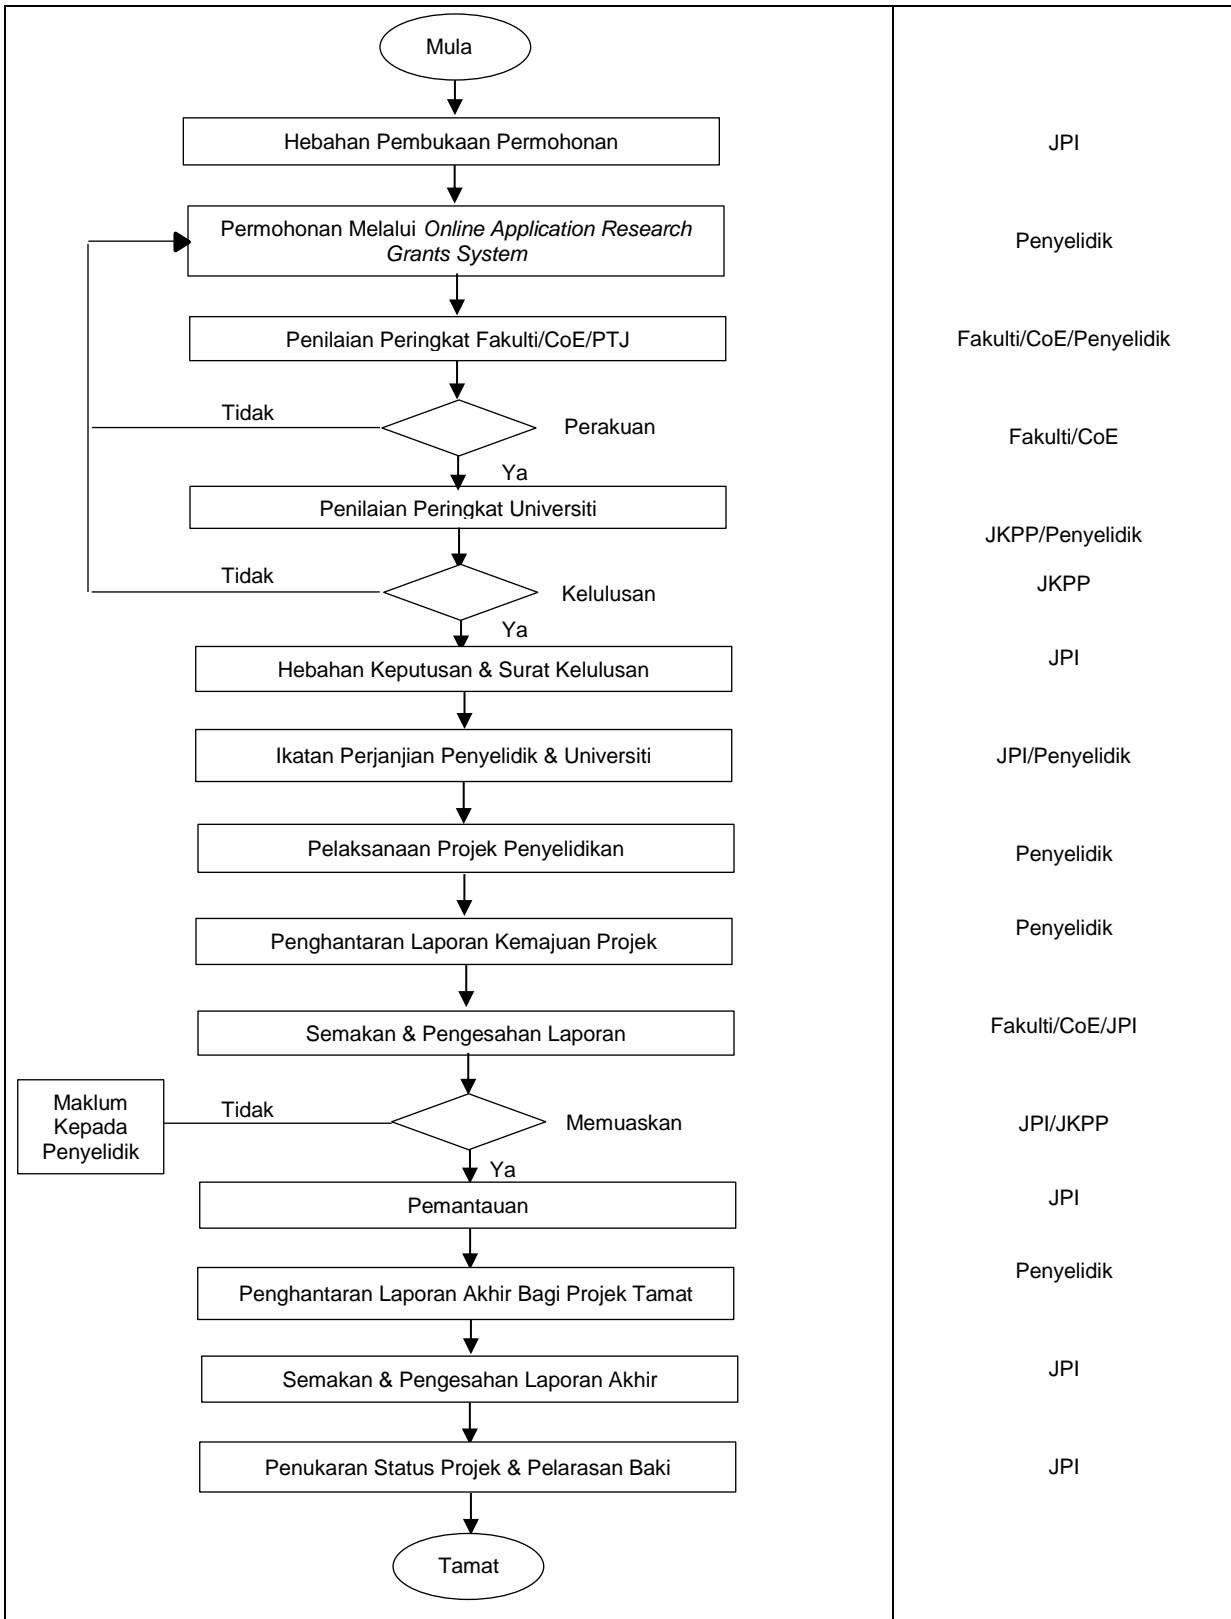 Mula
Hebahan Pembukaan Permohonan
JPI
Permohonan Melalui Online Application Research
Grants System
Penyelidik
Penilaian Peringkat Fakulti/CoE/PTJ
Fakulti/CoE/Penyelidik
Tidak
Perakuan
Fakulti/CoE
Ya
Penilaian Peringkat Universiti
JKPP/Penyelidik
Tidak
Kelulusan
JKPP
Ya
Hebahan Keputusan & Surat Kelulusan
JPI
Ikatan Perjanjian Penyelidik & Universiti
JPI/Penyelidik
Pelaksanaan Projek Penyelidikan
Penyelidik
Penghantaran Laporan Kemajuan Projek
Penyelidik
Semakan & Pengesahan Laporan
Fakulti/CoE/JPI
Maklum
Kepada
Penyelidik
Tidak
Memuaskan
JPI/JKPP
Ya
Pemantauan
JPI
Penghantaran Laporan Akhir Bagi Projek Tamat
Penyelidik
Semakan & Pengesahan Laporan Akhir
JPI
Penukaran Status Projek & Pelarasan Baki
JPI
Tamat